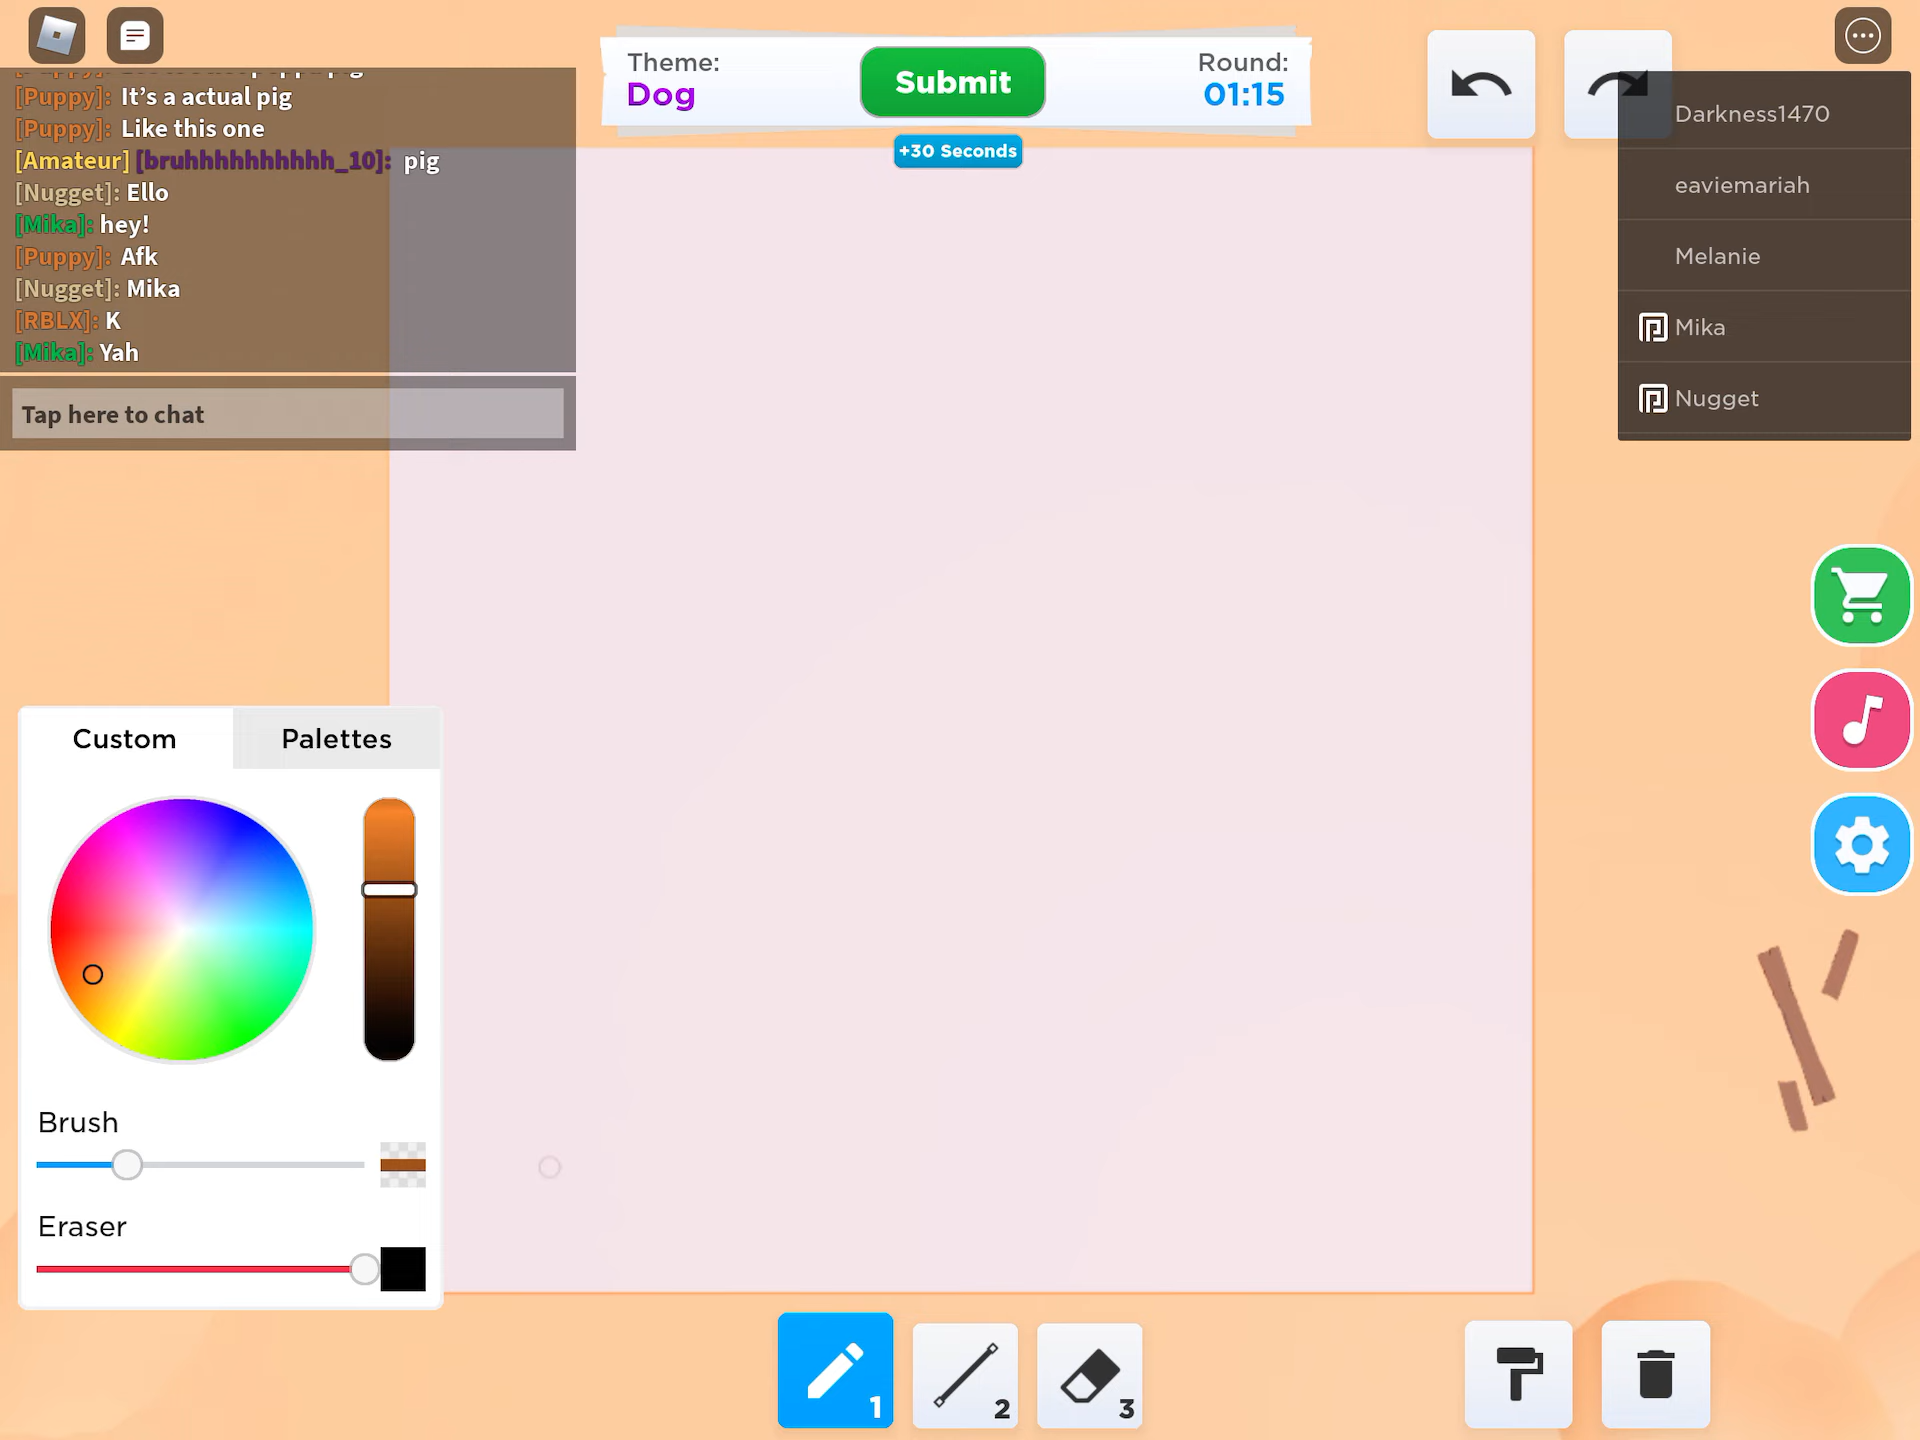 [Puppy]: It's a actual pig
[Puppy]: Like this one
[Amateur] [bruhhhhhhhhhhh_10]: pig
[Nugget]: Ello
[Mika]: hey!
[Puppy]: Afk
[Nugget]: Mika
[RBLX]: K
[Mika]: Yah
Tap here to chat
Theme:
Dog
Submit
Round:
01:15
+30 Seconds
Darkness1470
eaviemariah
Melanie
Mika
Nugget
Custom
Palettes
Brush
Eraser
1
2
3